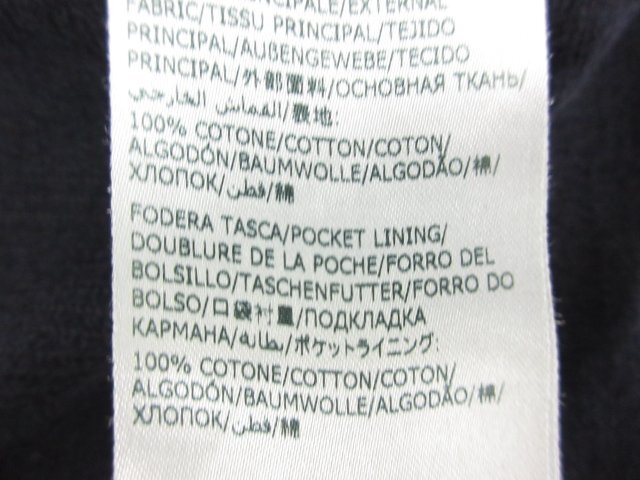 PRINCIPALE/EXTERNAL
FABRIC/TISSU PRINCIPAL/TEJIDO
PRINCIPAL/AUßENGEWEBE/TECIDO
PRINCIPAL/外部面料/ОСНОВНАЯ ТКАНЬ/
القماش الخارجي/表地:
100% COTONE/COTTON/COTON/
ALGODÓN/BAUMWOLLE/ALGODÃO/棉/
ХЛОПОК/قطن/綿
FODERA TASCA/POCKET LINING/
DOUBLURE DE LA POCHE/FORRO DEL
BOLSILLO/TASCHENFUTTER/FORRO DO
BOLSO/口袋衬里/ПОДКЛАДКА
КАРМАНА/بطانه/ポケットライニング:
100% COTONE/COTTON/COTON/
ALGODÓN/BAUMWOLLE/ALGODÃO/棉/
ХЛОПОК/قطن/綿